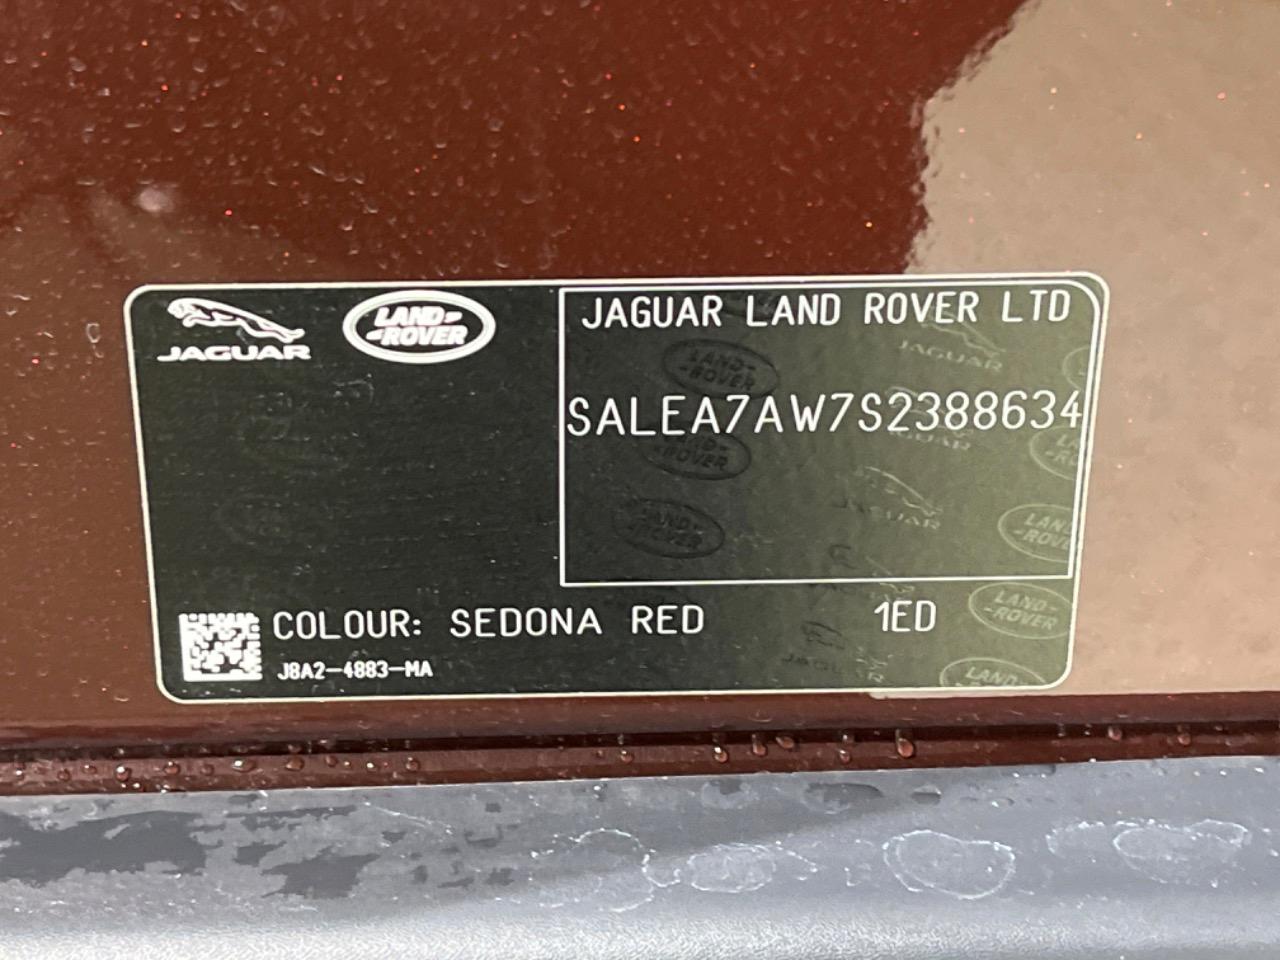 JAGUAR
LAND-
-ROVER
JAGUAR LAND ROVER LTD
SALEA7AW7S2388634
COLOUR: SEDONA RED 1ED
J8A2-4883-MA